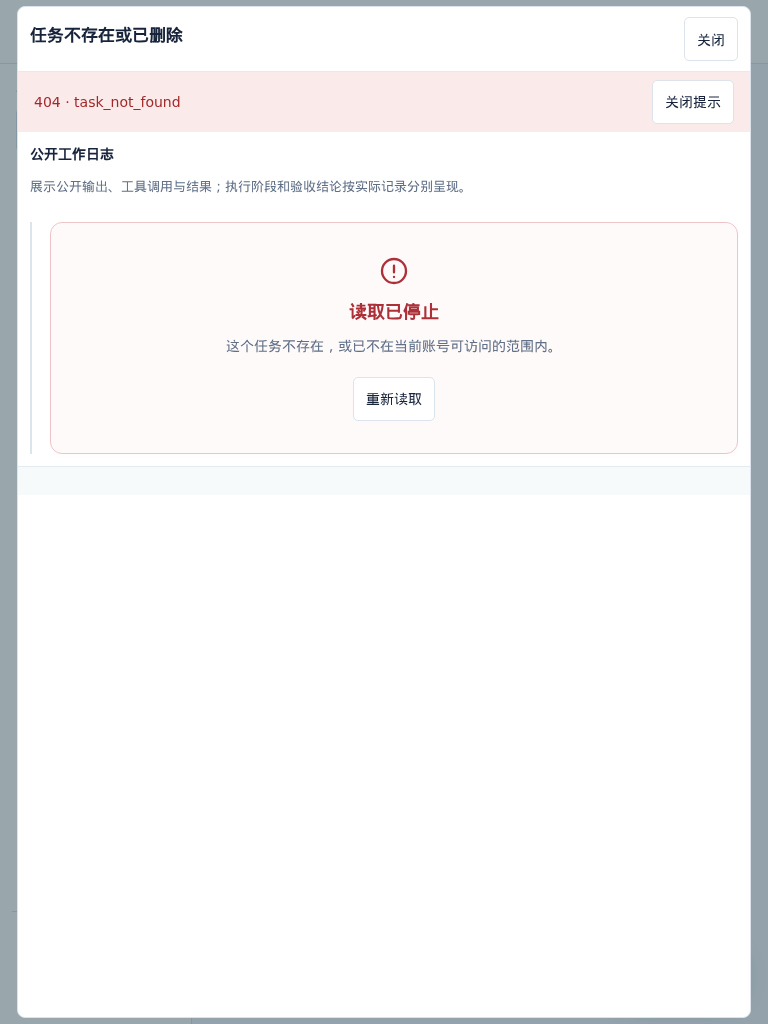 任务不存在或已删除
关闭
404 · task_not_found
关闭提示
公开工作日志
展示公开输出、工具调用与结果；执行阶段和验收结论按实际记录分别呈现。
读取已停止
这个任务不存在，或已不在当前账号可访问的范围内。
重新读取